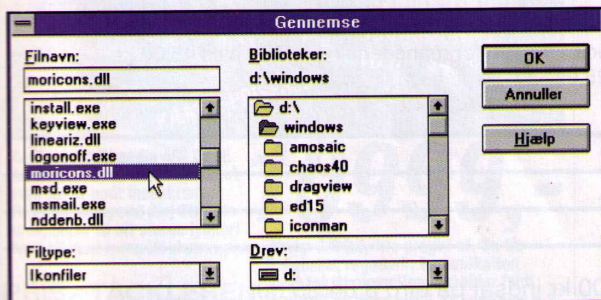 Gennemse
Filnavn:
moricons.dll
install.exe
keyview.exe
lineariz.dll
logonoff.exe
moricons.dll
msd.exe
msmail.exe
nddenb.dll
Filtype:
Ikonfiler
Biblioteker:
d:\windows
d:\
windows
amosaic
chaos40
dragview
ed15
iconman
Drev:
d:
OK
Annuller
Hjælp